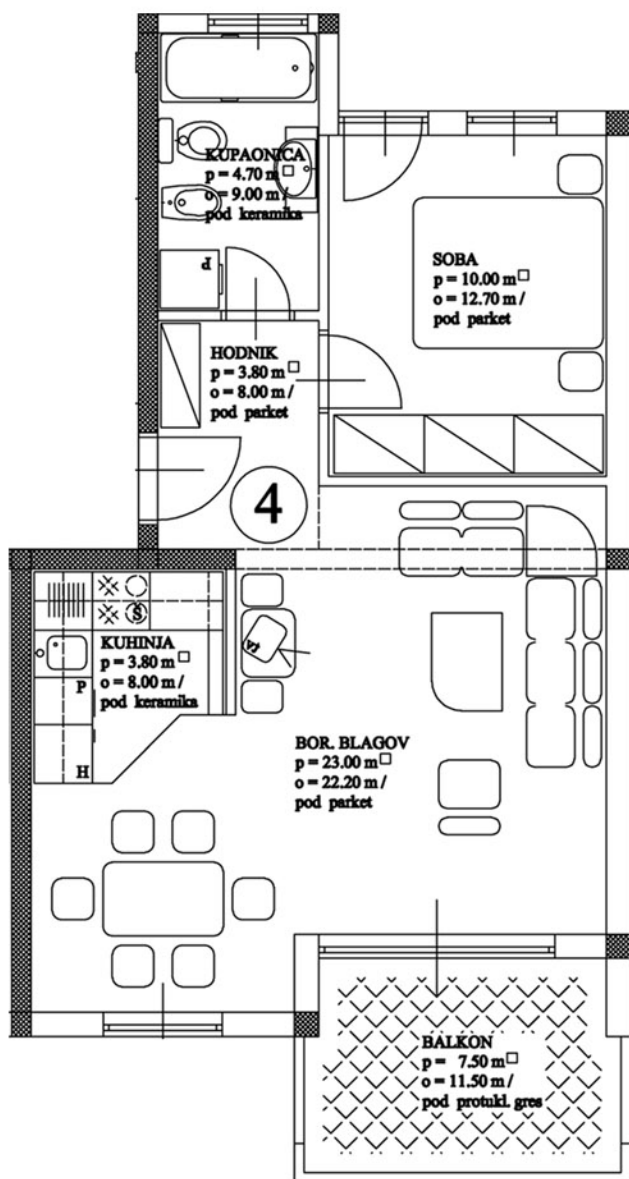 KUPAONICA
p = 4.70 m□
o = 9.00 m /
pod keramika
P
SOBA
p = 10.00 m□
o = 12.70 m /
pod parket
HODNIK
p = 3.80 m□
o = 8.00 m /
pod parket
4
Š
KUHINJA
p = 3.80 m□
o = 8.00 m /
pod keramika
P
H
TV
BOR. BLAGOV
p = 23.00 m□
o = 22.20 m /
pod parket
BALKON
p = 7.50 m□
o = 11.50 m /
pod protukl. gres